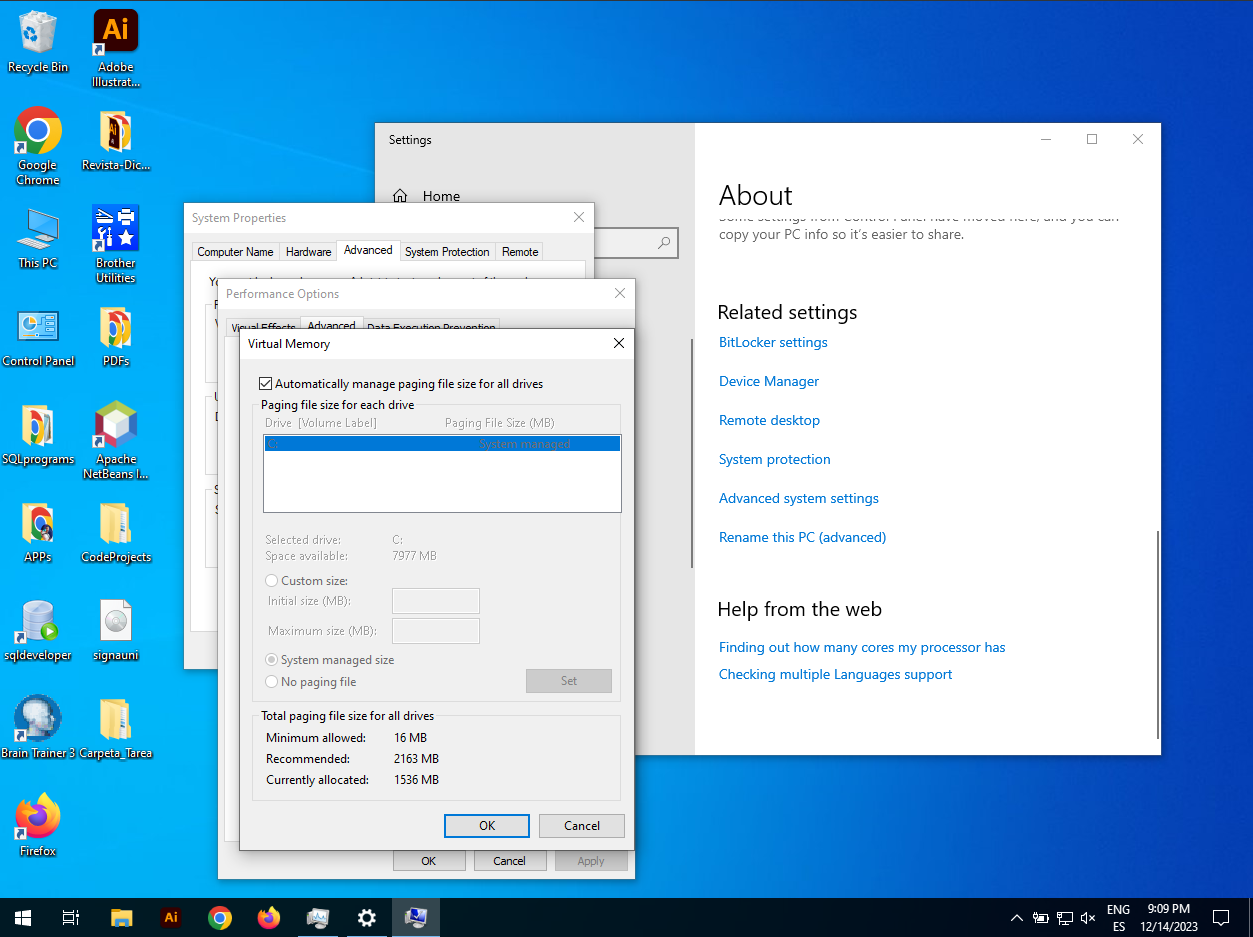 Recycle Bin
Adobe
Illustrat...
Google
Chrome
Revista-Dic...
This PC
Brother
Utilities
Control Panel
PDFs
SQLprograms
Apache
NetBeans I...
APPs
CodeProjects
sqldeveloper
signauni
Brain Trainer 3
Carpeta_Tarea
Firefox
Settings
Home
About
Some settings from Control Panel have moved here, and you can
copy your PC info so it's easier to share.
Related settings
BitLocker settings
Device Manager
Remote desktop
System protection
Advanced system settings
Rename this PC (advanced)
Help from the web
Finding out how many cores my processor has
Checking multiple Languages support
System Properties
Computer Name
Hardware
Advanced
System Protection
Remote
Performance Options
Visual Effects
Advanced
Data Execution Prevention
Virtual Memory
Automatically manage paging file size for all drives
Paging file size for each drive
Drive [Volume Label] Paging File Size (MB)
C: System managed
Selected drive: C:
Space available: 7977 MB
Custom size:
Initial size (MB):
Maximum size (MB):
System managed size
No paging file
Set
Total paging file size for all drives
Minimum allowed: 16 MB
Recommended: 2163 MB
Currently allocated: 1536 MB
OK Cancel
OK Cancel Apply
Ai
ENG
ES
9:09 PM
12/14/2023